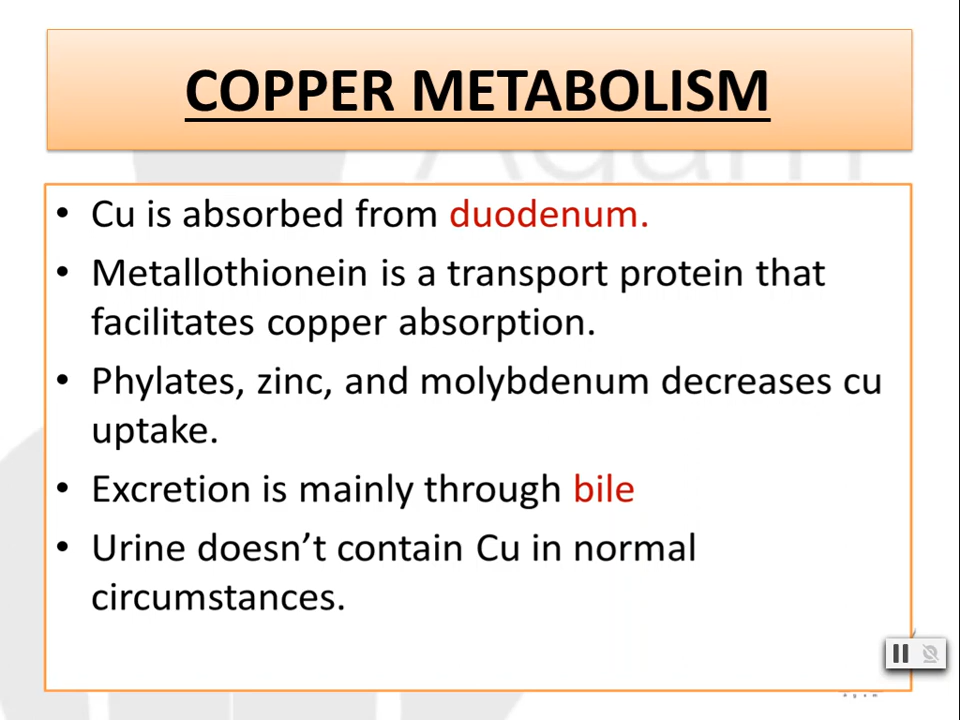 COPPER METABOLISM
• Cu is absorbed from duodenum.
• Metallothionein is a transport protein that
facilitates copper absorption.
• Phylates, zinc, and molybdenum decreases cu
uptake.
• Excretion is mainly through bile
• Urine doesn’t contain Cu in normal
circumstances.